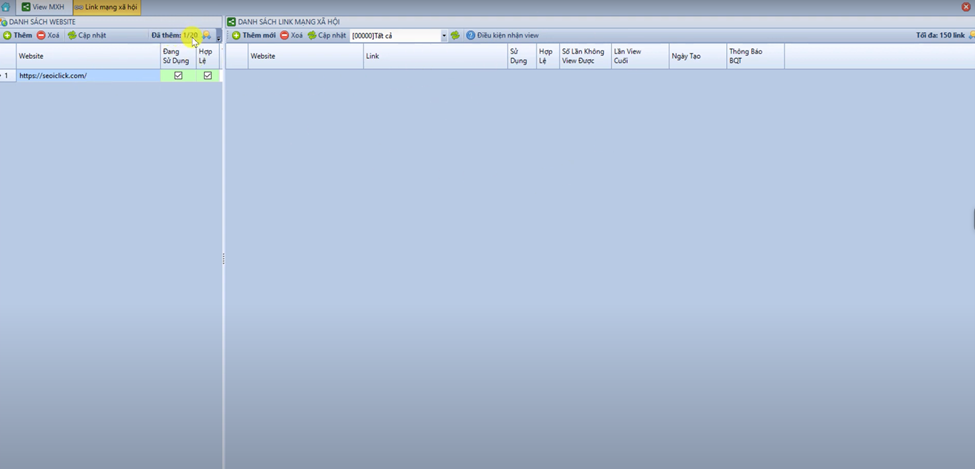 View MXH Link mạng xã hội
DANH SÁCH WEBSITE
Thêm Xoá Cập nhật Đã thêm: 1/20
Website Đang Sử Dụng Hợp Lệ
1 https://seoiclick.com/
DANH SÁCH LINK MẠNG XÃ HỘI
Thêm mới Xoá Cập nhật [00000]Tất cả Điều kiện nhận view Tối đa: 150 link
Website Link Sử Dụng Hợp Lệ Số Lần Không View Được Lần View Cuối Ngày Tạo Thông Báo BQT